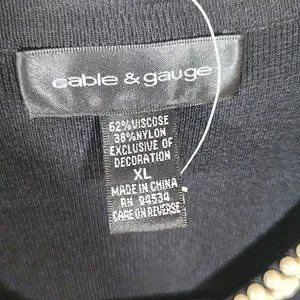 cable & gauge
62% VISCOSE
38% NYLON
EXCLUSIVE OF
DECORATION
XL
MADE IN CHINA
RN 94534
CARE ON REVERSE